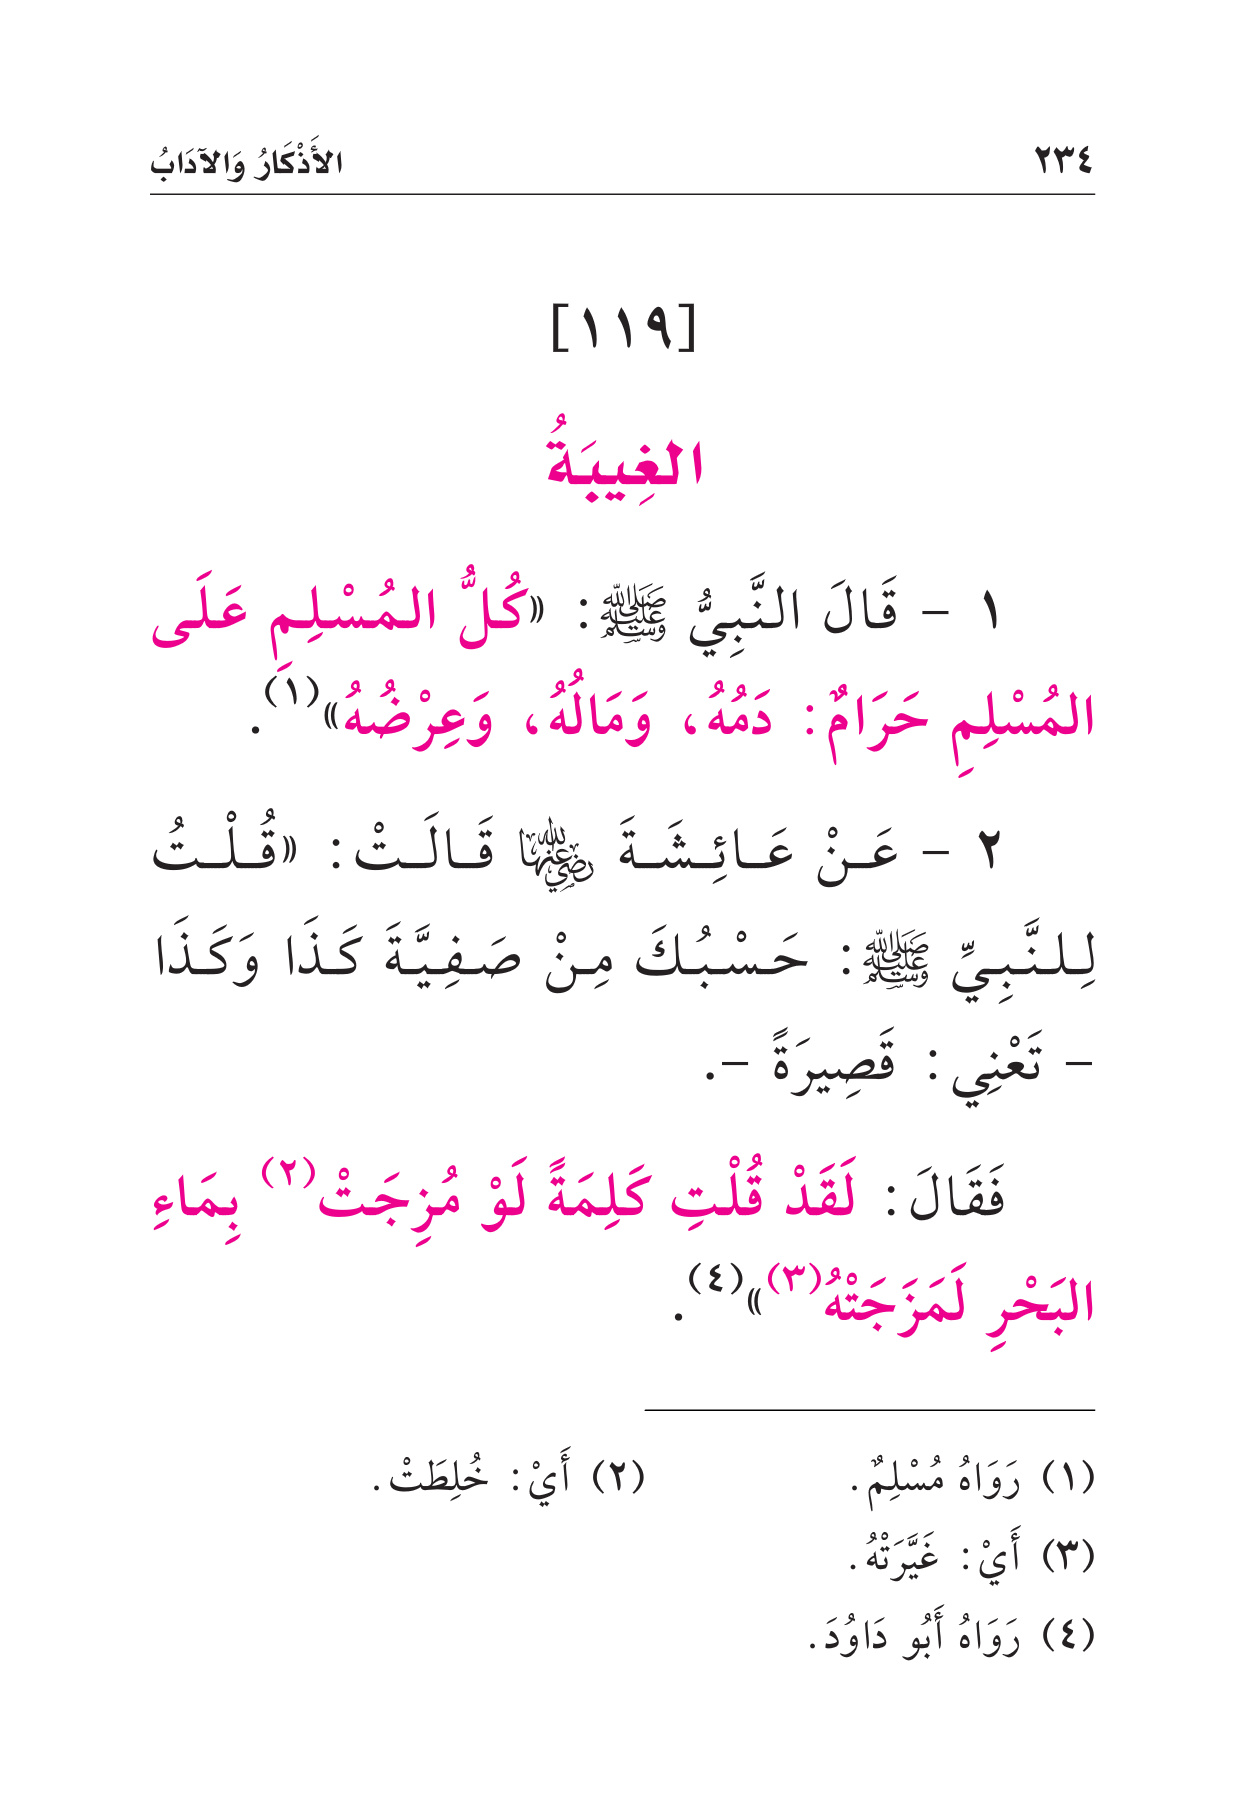 ٢٣٤ الأَذْكَارُ وَالآدَابُ
[١١٩]
الغِيبَةُ
١ - قَالَ النَّبِيُّ ﷺ: «كُلُّ المُسْلِمِ عَلَى
المُسْلِمِ حَرَامٌ: دَمُهُ، وَمَالُهُ، وَعِرْضُهُ»(١).
٢ - عَنْ عَائِشَةَ رضي الله عنها قَالَتْ: «قُلْتُ
لِلنَّبِيِّ ﷺ: حَسْبُكَ مِنْ صَفِيَّةَ كَذَا وَكَذَا
- تَعْنِي: قَصِيرَةً -.
فَقَالَ: لَقَدْ قُلْتِ كَلِمَةً لَوْ مُزِجَتْ(٢) بِمَاءِ
البَحْرِ لَمَزَجَتْهُ(٣)»(٤).
(١) رَوَاهُ مُسْلِمٌ. (٢) أَيْ: خُلِطَتْ.
(٣) أَيْ: غَيَّرَتْهُ.
(٤) رَوَاهُ أَبُو دَاوُدَ.